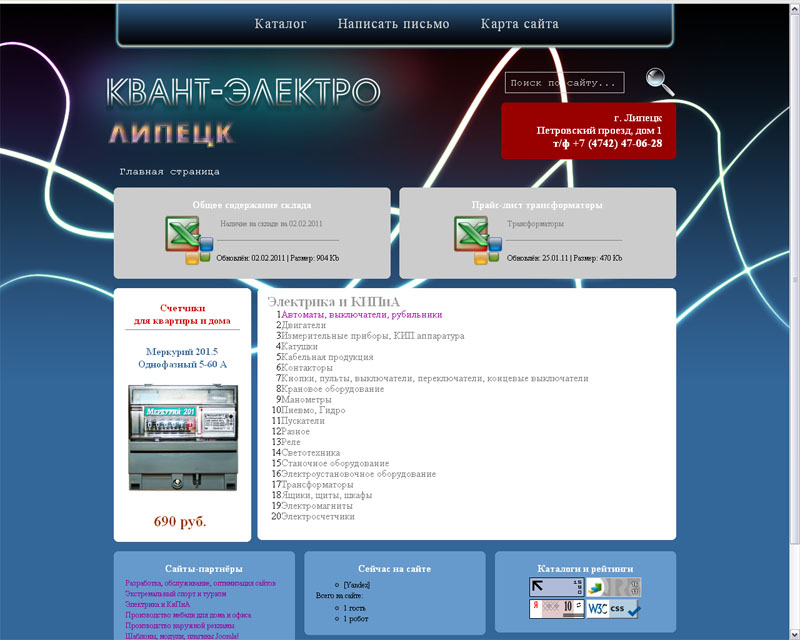 Каталог Написать письмо Карта сайта
КВАНТ-ЭЛЕКТРО
ЛИПЕЦК
Поиск по сайту...
г. Липецк
Петровский проезд, дом 1
т/ф +7 (4742) 47-06-28
Главная страница
Общее содержание склада
Наличие на складе на 02.02.2011
Обновлён: 02.02.2011 | Размер: 904 Kb
Прайс-лист трансформаторы
Трансформаторы
Обновлён: 25.01.11 | Размер: 470 Kb
Счетчики
для квартиры и дома
Меркурий 201.5
Однофазный 5-60 А
Меркурий 201
690 руб.
Электрика и КИПиА
1Автоматы, выключатели, рубильники
2Двигатели
3Измерительные приборы, КИП аппаратура
4Катушки
5Кабельная продукция
6Контакторы
7Кнопки, пульты, выключатели, переключатели, концевые выключатели
8Крановое оборудование
9Манометры
10Пневмо, Гидро
11Пускатели
12Разное
13Реле
14Светотехника
15Станочное оборудование
16Электроустановочное оборудование
17Трансформаторы
18Ящики, щиты, шкафы
19Электромагниты
20Электросчетчики
Сайты-партнёры
Разработка, обслуживание, оптимизация сайтов
Экстремальный спорт и туризм
Электрика и КиПиА
Производство мебели для дома и офиса
Производство наружной рекламы
Шаблоны, модули, плагины Joomla!
Сейчас на сайте
[Yandex]
Всего на сайте:
1 гость
1 робот
Каталоги и рейтинги
Я 10
W3C css